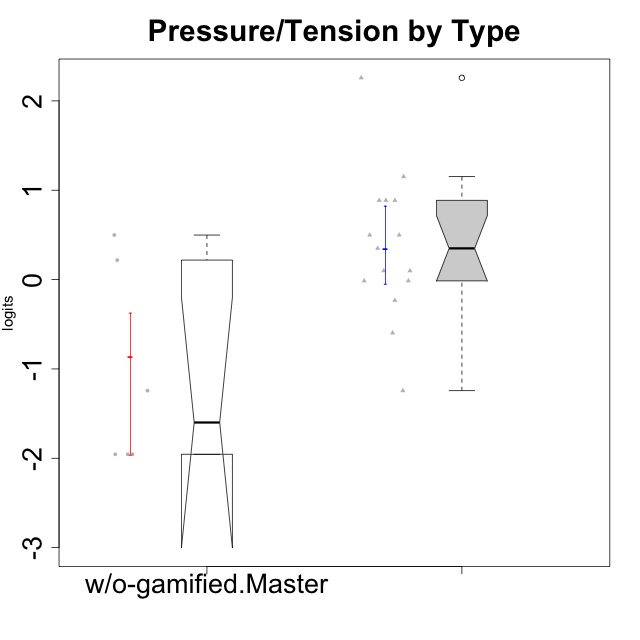 Pressure/Tension by Type
logits
2
1
0
-1
-2
-3
w/o-gamified.Master